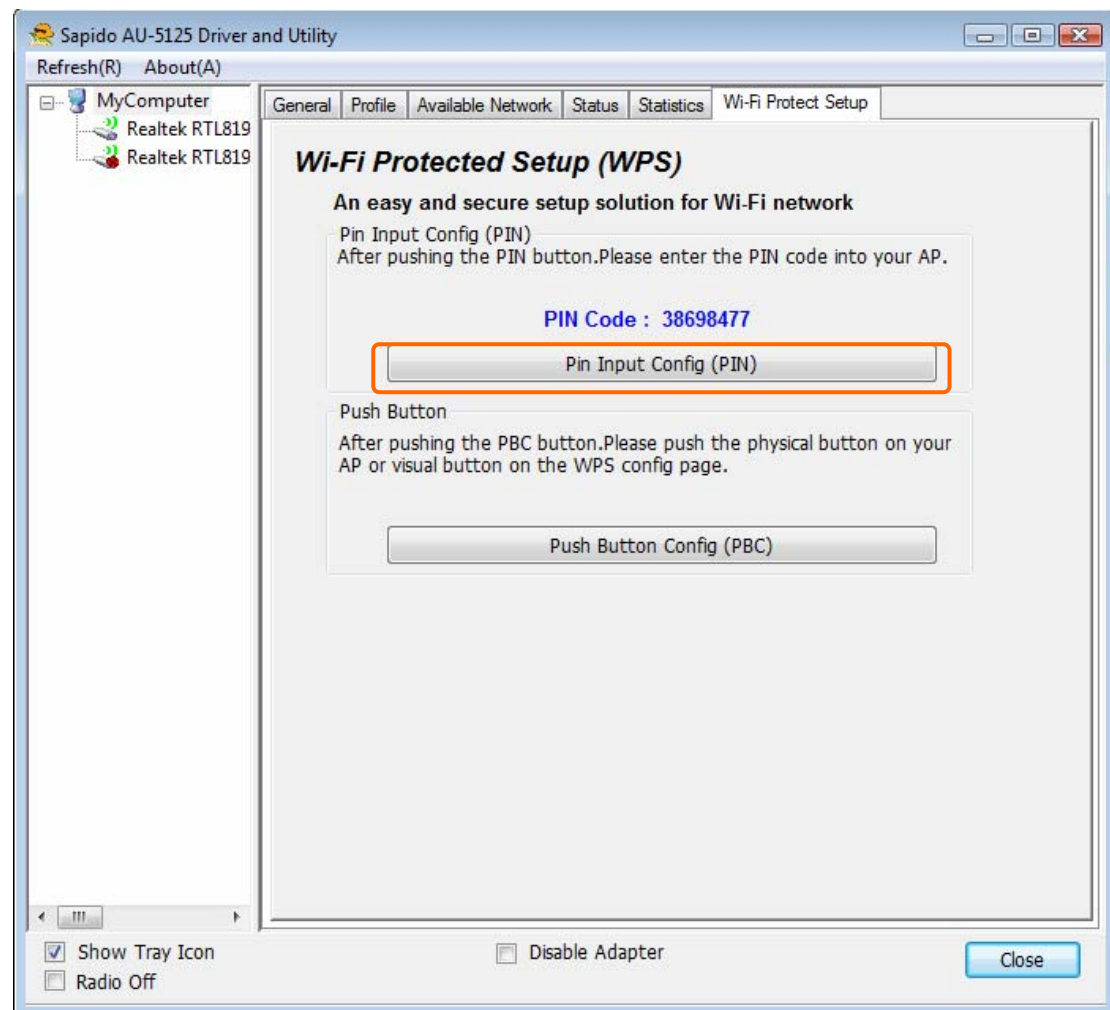 Sapido AU-5125 Driver and Utility
Refresh(R) About(A)
MyComputer
Realtek RTL819
Realtek RTL819
General Profile Available Network Status Statistics Wi-Fi Protect Setup
Wi-Fi Protected Setup (WPS)
An easy and secure setup solution for Wi-Fi network
Pin Input Config (PIN)
After pushing the PIN button.Please enter the PIN code into your AP.
PIN Code : 38698477
Pin Input Config (PIN)
Push Button
After pushing the PBC button.Please push the physical button on your
AP or visual button on the WPS config page.
Push Button Config (PBC)
Show Tray Icon
Disable Adapter
Close
Radio Off